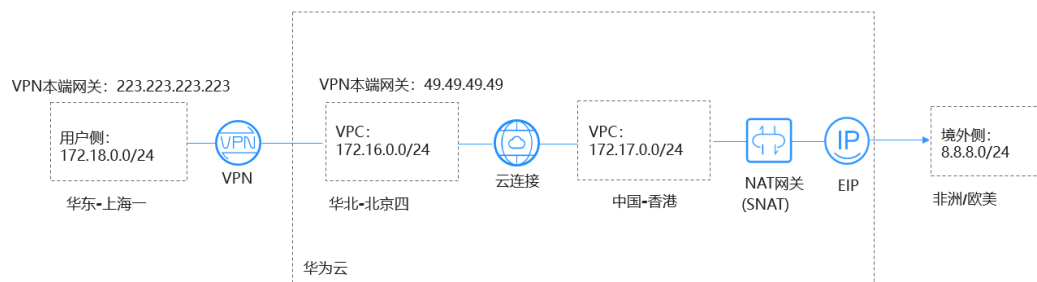 VPN本端网关：223.223.223.223
VPN本端网关：49.49.49.49
用户侧：
172.18.0.0/24
VPN
VPN
VPC：
172.16.0.0/24
云连接
VPC：
172.17.0.0/24
NAT网关
(SNAT)
IP
EIP
境外侧：
8.8.8.0/24
华东-上海一
华北-北京四
中国-香港
非洲/欧美
华为云